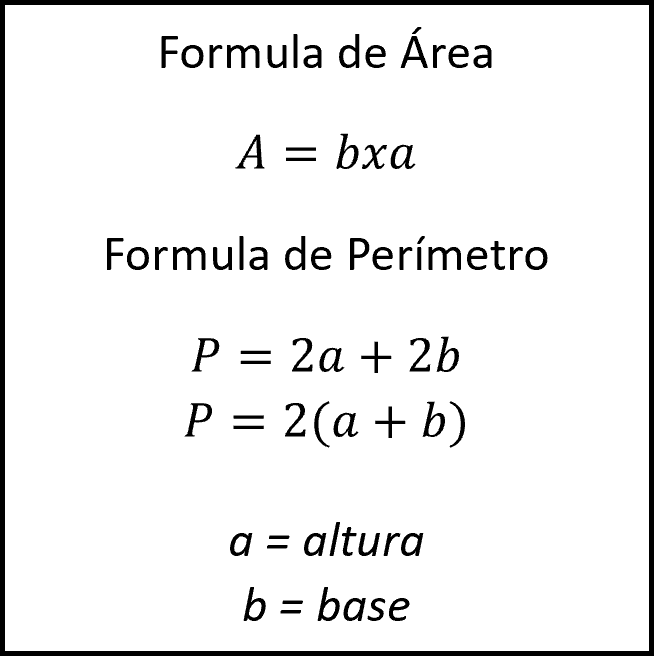 Formula de Área
A = bxa
Formula de Perímetro
P = 2a + 2b
P = 2(a + b)
a = altura
b = base